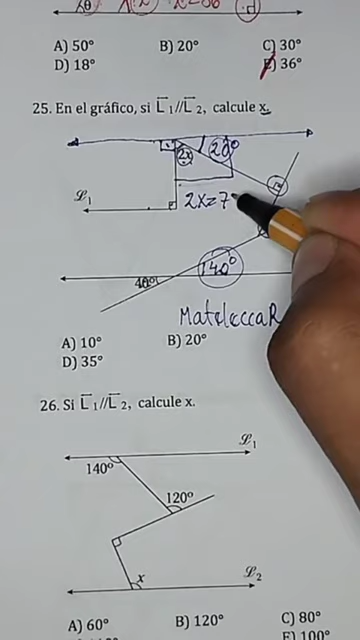 A) 50° B) 20° C) 30°
D) 18° E) 36°
25. En el gráfico, si L₁//L₂, calcule x.
2x 20°
ℒ₁
2x=7
140°
40°
MateleccaR
A) 10° B) 20°
D) 35°
26. Si L₁//L₂, calcule x.
ℒ₁
140°
120°
x
ℒ₂
A) 60° B) 120° C) 80°
E) 100°